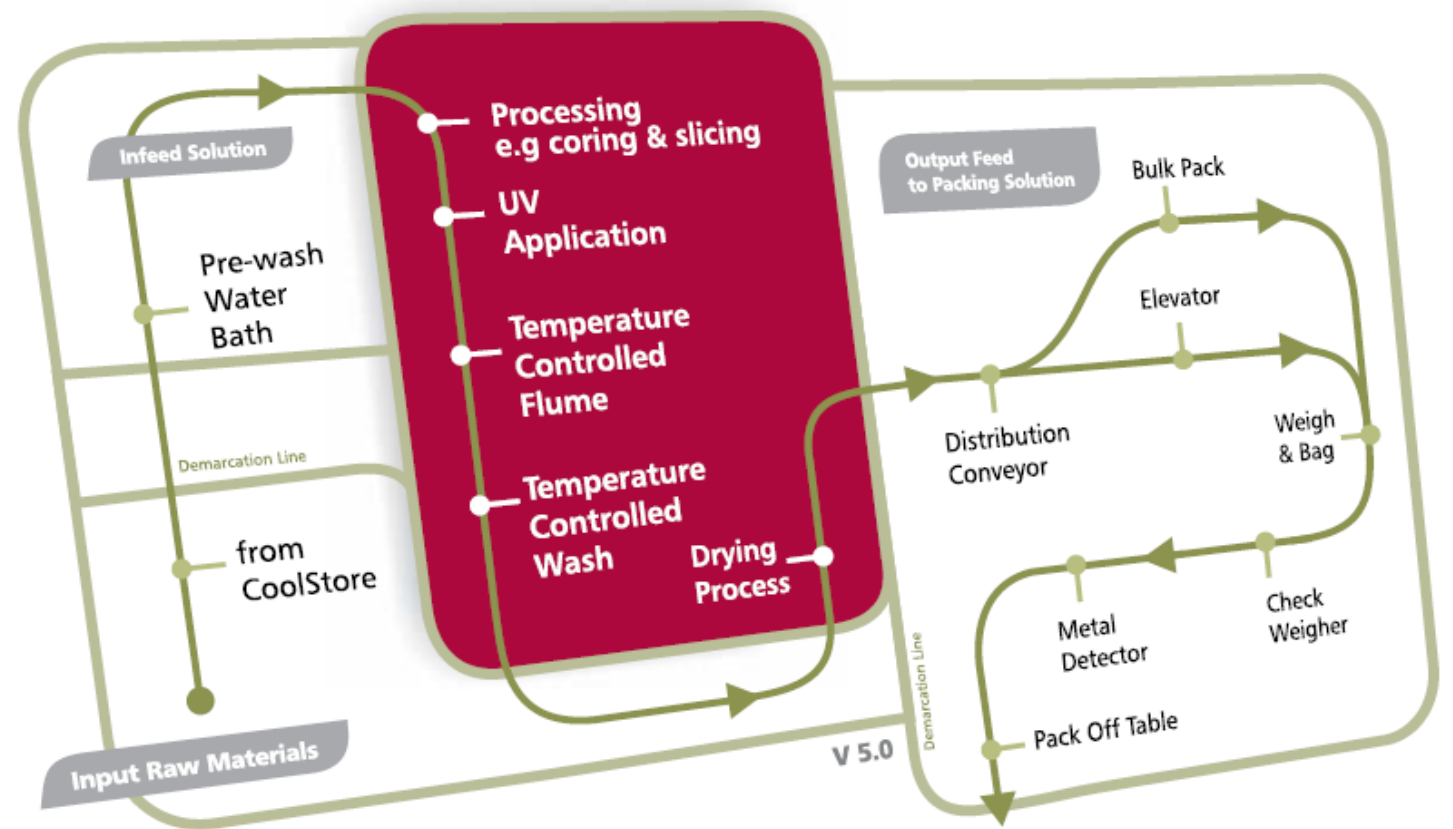 Infeed Solution
Pre-wash
Water
Bath
Demarcation Line
from
CoolStore
Input Raw Materials
Processing
e.g coring & slicing
UV
Application
Temperature
Controlled
Flume
Temperature
Controlled
Wash
Drying
Process
V 5.0
Output Feed
to Packing Solution
Bulk Pack
Elevator
Distribution
Conveyor
Weigh
& Bag
Check
Weigher
Metal
Detector
Demarcation Line
Pack Off Table